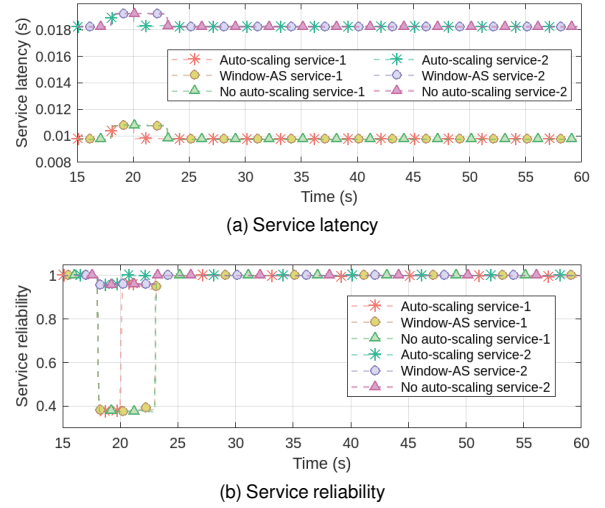 Service latency (s)
0.018
0.016
0.014
0.012
0.01
0.008
Auto-scaling service-1
Window-AS service-1
No auto-scaling service-1
Auto-scaling service-2
Window-AS service-2
No auto-scaling service-2
15 20 25 30 35 40 45 50 55 60
Time (s)
(a) Service latency
Service reliability
1
0.8
0.6
0.4
Auto-scaling service-1
Window-AS service-1
No auto-scaling service-1
Auto-scaling service-2
Window-AS service-2
No auto-scaling service-2
15 20 25 30 35 40 45 50 55 60
Time (s)
(b) Service reliability